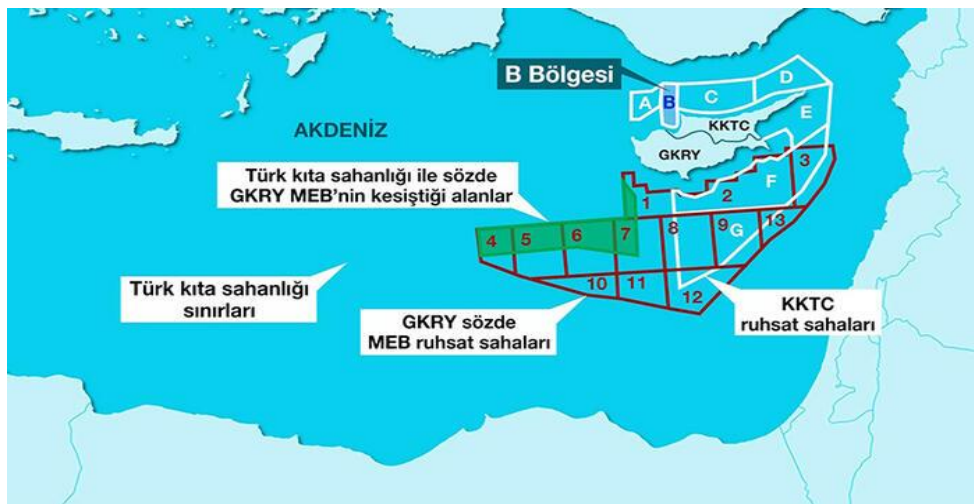 B Bölgesi
D
A
B
C
E
AKDENİZ
KKTC
GKRY
Türk kıta sahanlığı ile sözde
GKRY MEB'nin kesiştiği alanlar
3
F
2
1
4
5
6
7
8
9
G
13
10
11
12
Türk kıta sahanlığı
sınırları
GKRY sözde
MEB ruhsat sahaları
KKTC
ruhsat sahaları